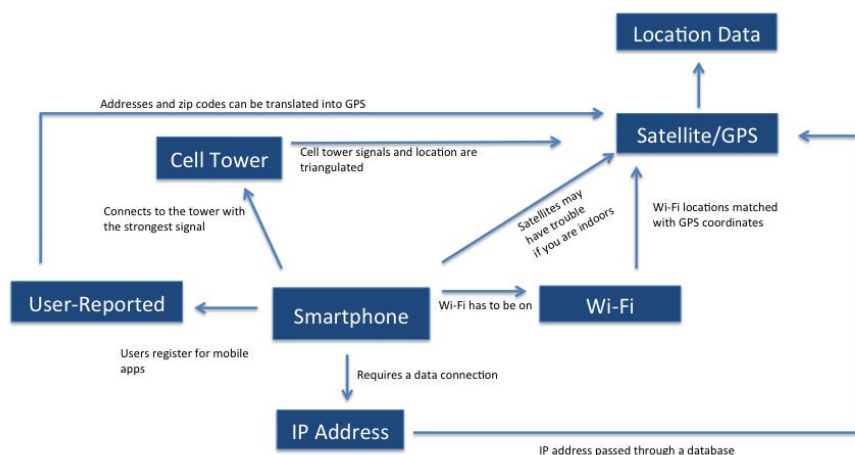 Location Data
Addresses and zip codes can be translated into GPS
Satellite/GPS
Cell Tower
Cell tower signals and location are
triangulated
Connects to the tower with
the strongest signal
Satellites may
have trouble
if you are indoors
Wi-Fi locations matched
with GPS coordinates
User-Reported
Smartphone
Wi-Fi has to be on
Wi-Fi
Users register for mobile
apps
Requires a data connection
IP Address
IP address passed through a database